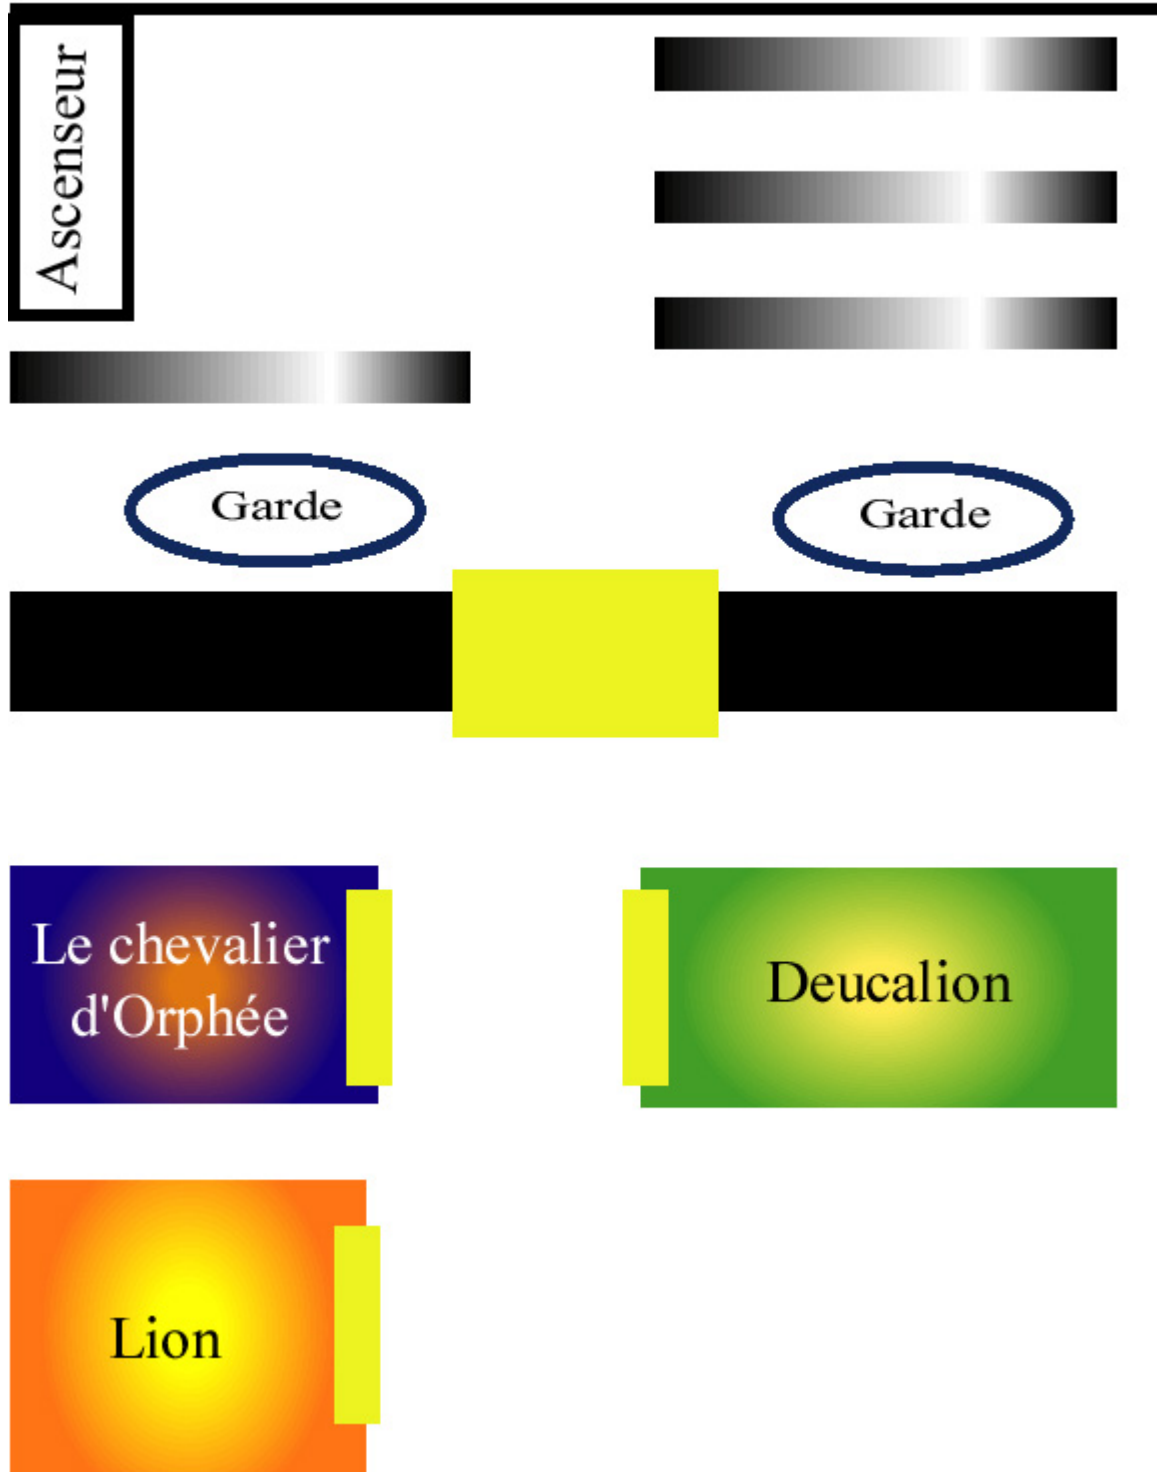 Ascenseur
Garde
Garde
Le chevalier
d'Orphée
Deucalion
Lion